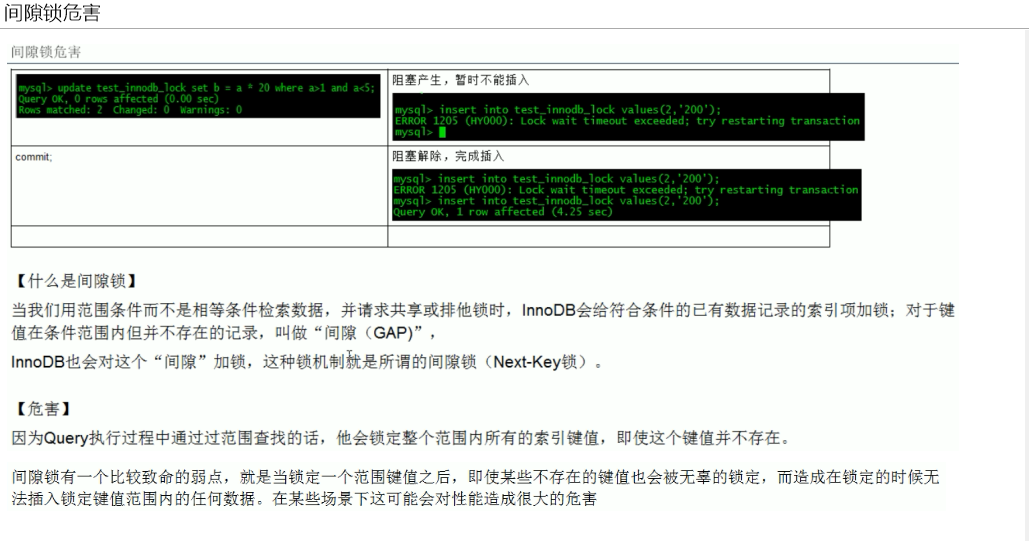 间隙锁危害
间隙锁危害
mysql> update test_innodb_lock set b = a * 20 where a>1 and a<5;
Query OK, 0 rows affected (0.00 sec)
Rows matched: 2  Changed: 0  Warnings: 0
阻塞产生，暂时不能插入
mysql> insert into test_innodb_lock values(2,'200');
ERROR 1205 (HY000): Lock wait timeout exceeded; try restarting transaction
mysql>
commit;
阻塞解除，完成插入
mysql> insert into test_innodb_lock values(2,'200');
ERROR 1205 (HY000): Lock wait timeout exceeded; try restarting transaction
mysql> insert into test_innodb_lock values(2,'200');
Query OK, 1 row affected (4.25 sec)
【什么是间隙锁】
当我们用范围条件而不是相等条件检索数据，并请求共享或排他锁时，InnoDB会给符合条件的已有数据记录的索引项加锁；对于键
值在条件范围内但并不存在的记录，叫做“间隙（GAP)”，
InnoDB也会对这个“间隙”加锁，这种锁机制就是所谓的间隙锁（Next-Key锁）。
【危害】
因为Query执行过程中通过过范围查找的话，他会锁定整个范围内所有的索引键值，即使这个键值并不存在。
间隙锁有一个比较致命的弱点，就是当锁定一个范围键值之后，即使某些不存在的键值也会被无辜的锁定，而造成在锁定的时候无
法插入锁定键值范围内的任何数据。在某些场景下这可能会对性能造成很大的危害